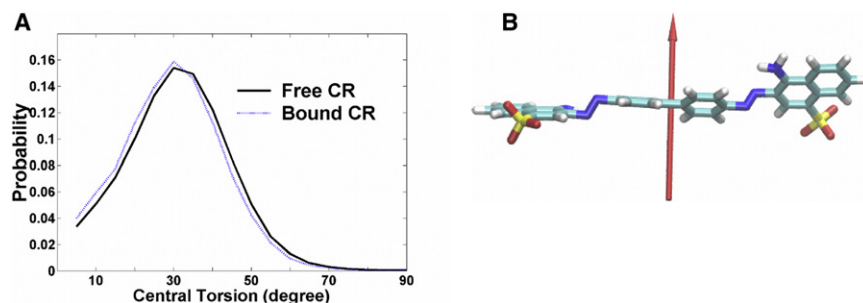 A
B
0.16
0.14
0.12
0.1
0.08
0.06
0.04
0.02
0
Probability
Free CR
Bound CR
10 30 50 70 90
Central Torsion (degree)